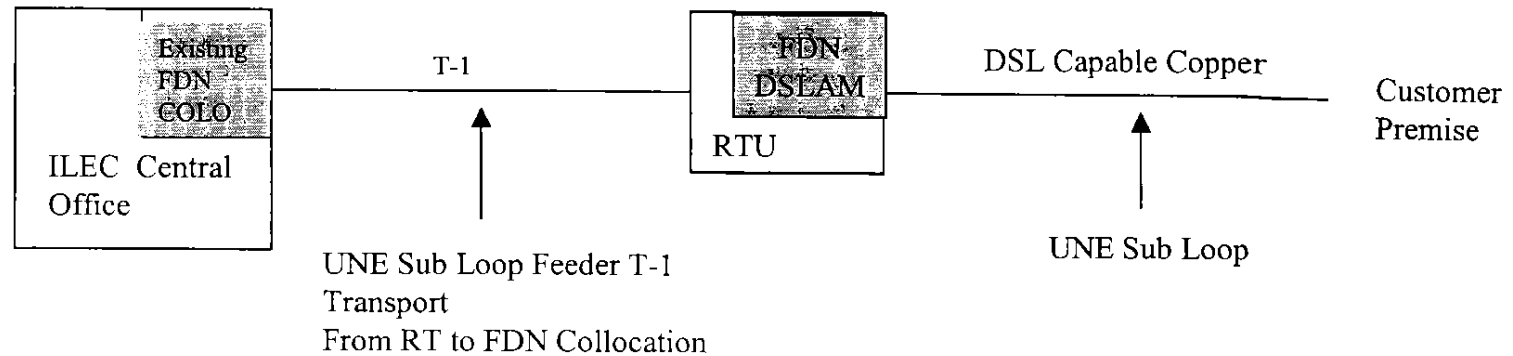 Existing
FDN
COLO
ILEC Central
Office
T-1
UNE Sub Loop Feeder T-1
Transport
From RT to FDN Collocation
FDN
DSLAM
RTU
DSL Capable Copper
UNE Sub Loop
Customer
Premise